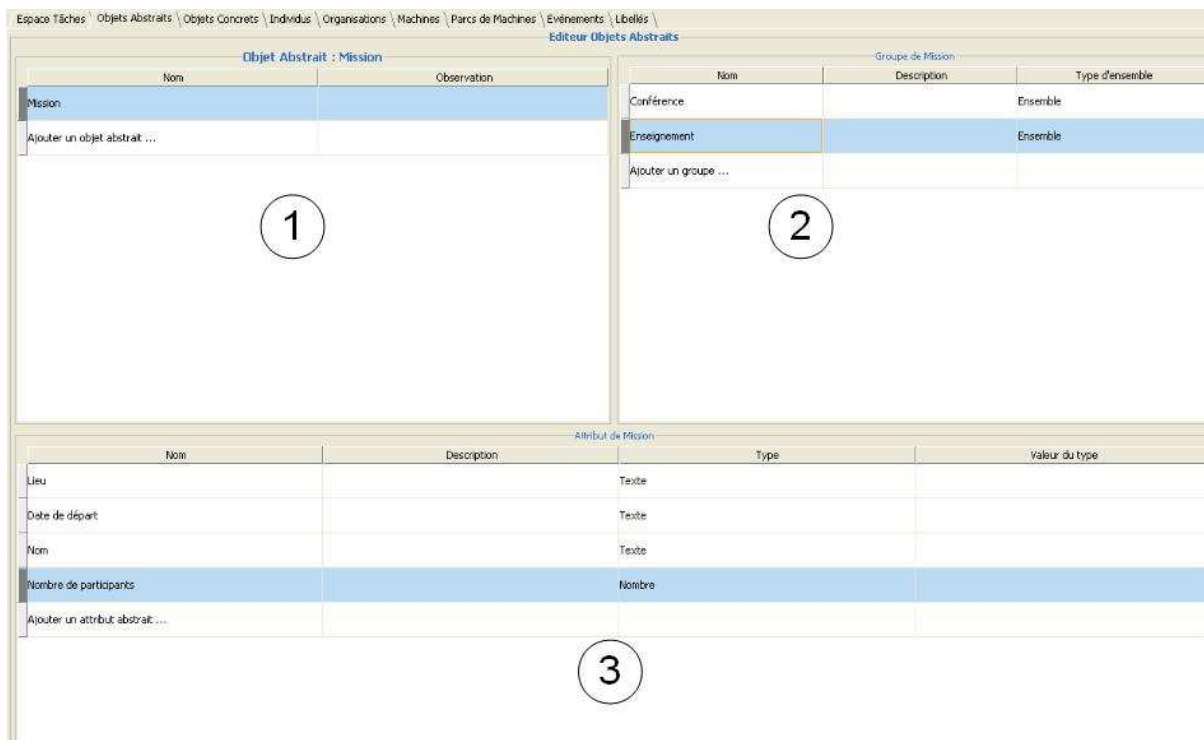 Espace Tâches \ Objets Abstraits \ Objets Concrets \ Individus \ Organisations \ Machines \ Parcs de Machines \ Evénements \ Libellés \
Editeur Objets Abstraits
Objet Abstrait : Mission
Nom Observation
Mission
Ajouter un objet abstrait ...
1
Groupe de Mission
Nom Description Type d'ensemble
Conférence Ensemble
Enseignement Ensemble
Ajouter un groupe ...
2
Attribut de Mission
Nom Description Type Valeur du type
Lieu Texte
Date de départ Texte
Nom Texte
Nombre de participants Nombre
Ajouter un attribut abstrait ...
3